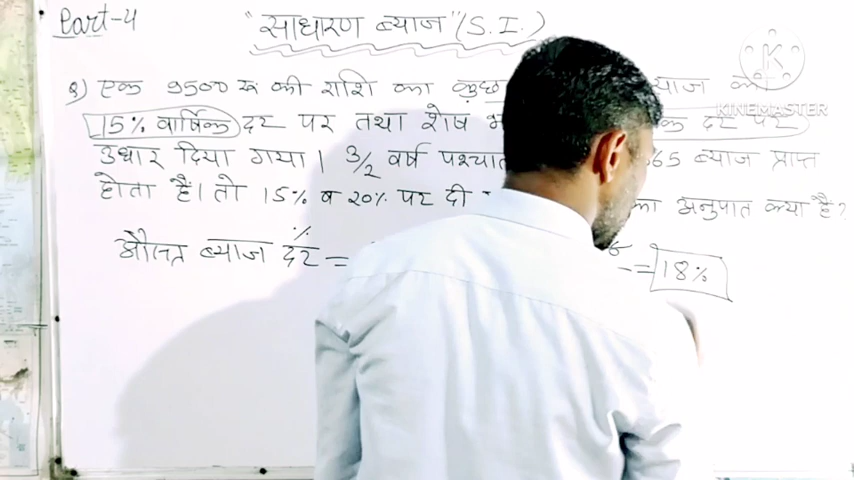 Part-4
"साधारण ब्याज" (S.I.)
Q) एक 9500 रू की राशि का कुछ ब्याज की
15% वार्षिक दर पर तथा शेष दर पर
उधार दिया गया। 3/2 वर्ष पश्चात 65 ब्याज प्राप्त
होता है। तो 15% व 20% पर दी का अनुपात क्या है?
औसत ब्याज दर % = = 18%
K
KINEMASTER